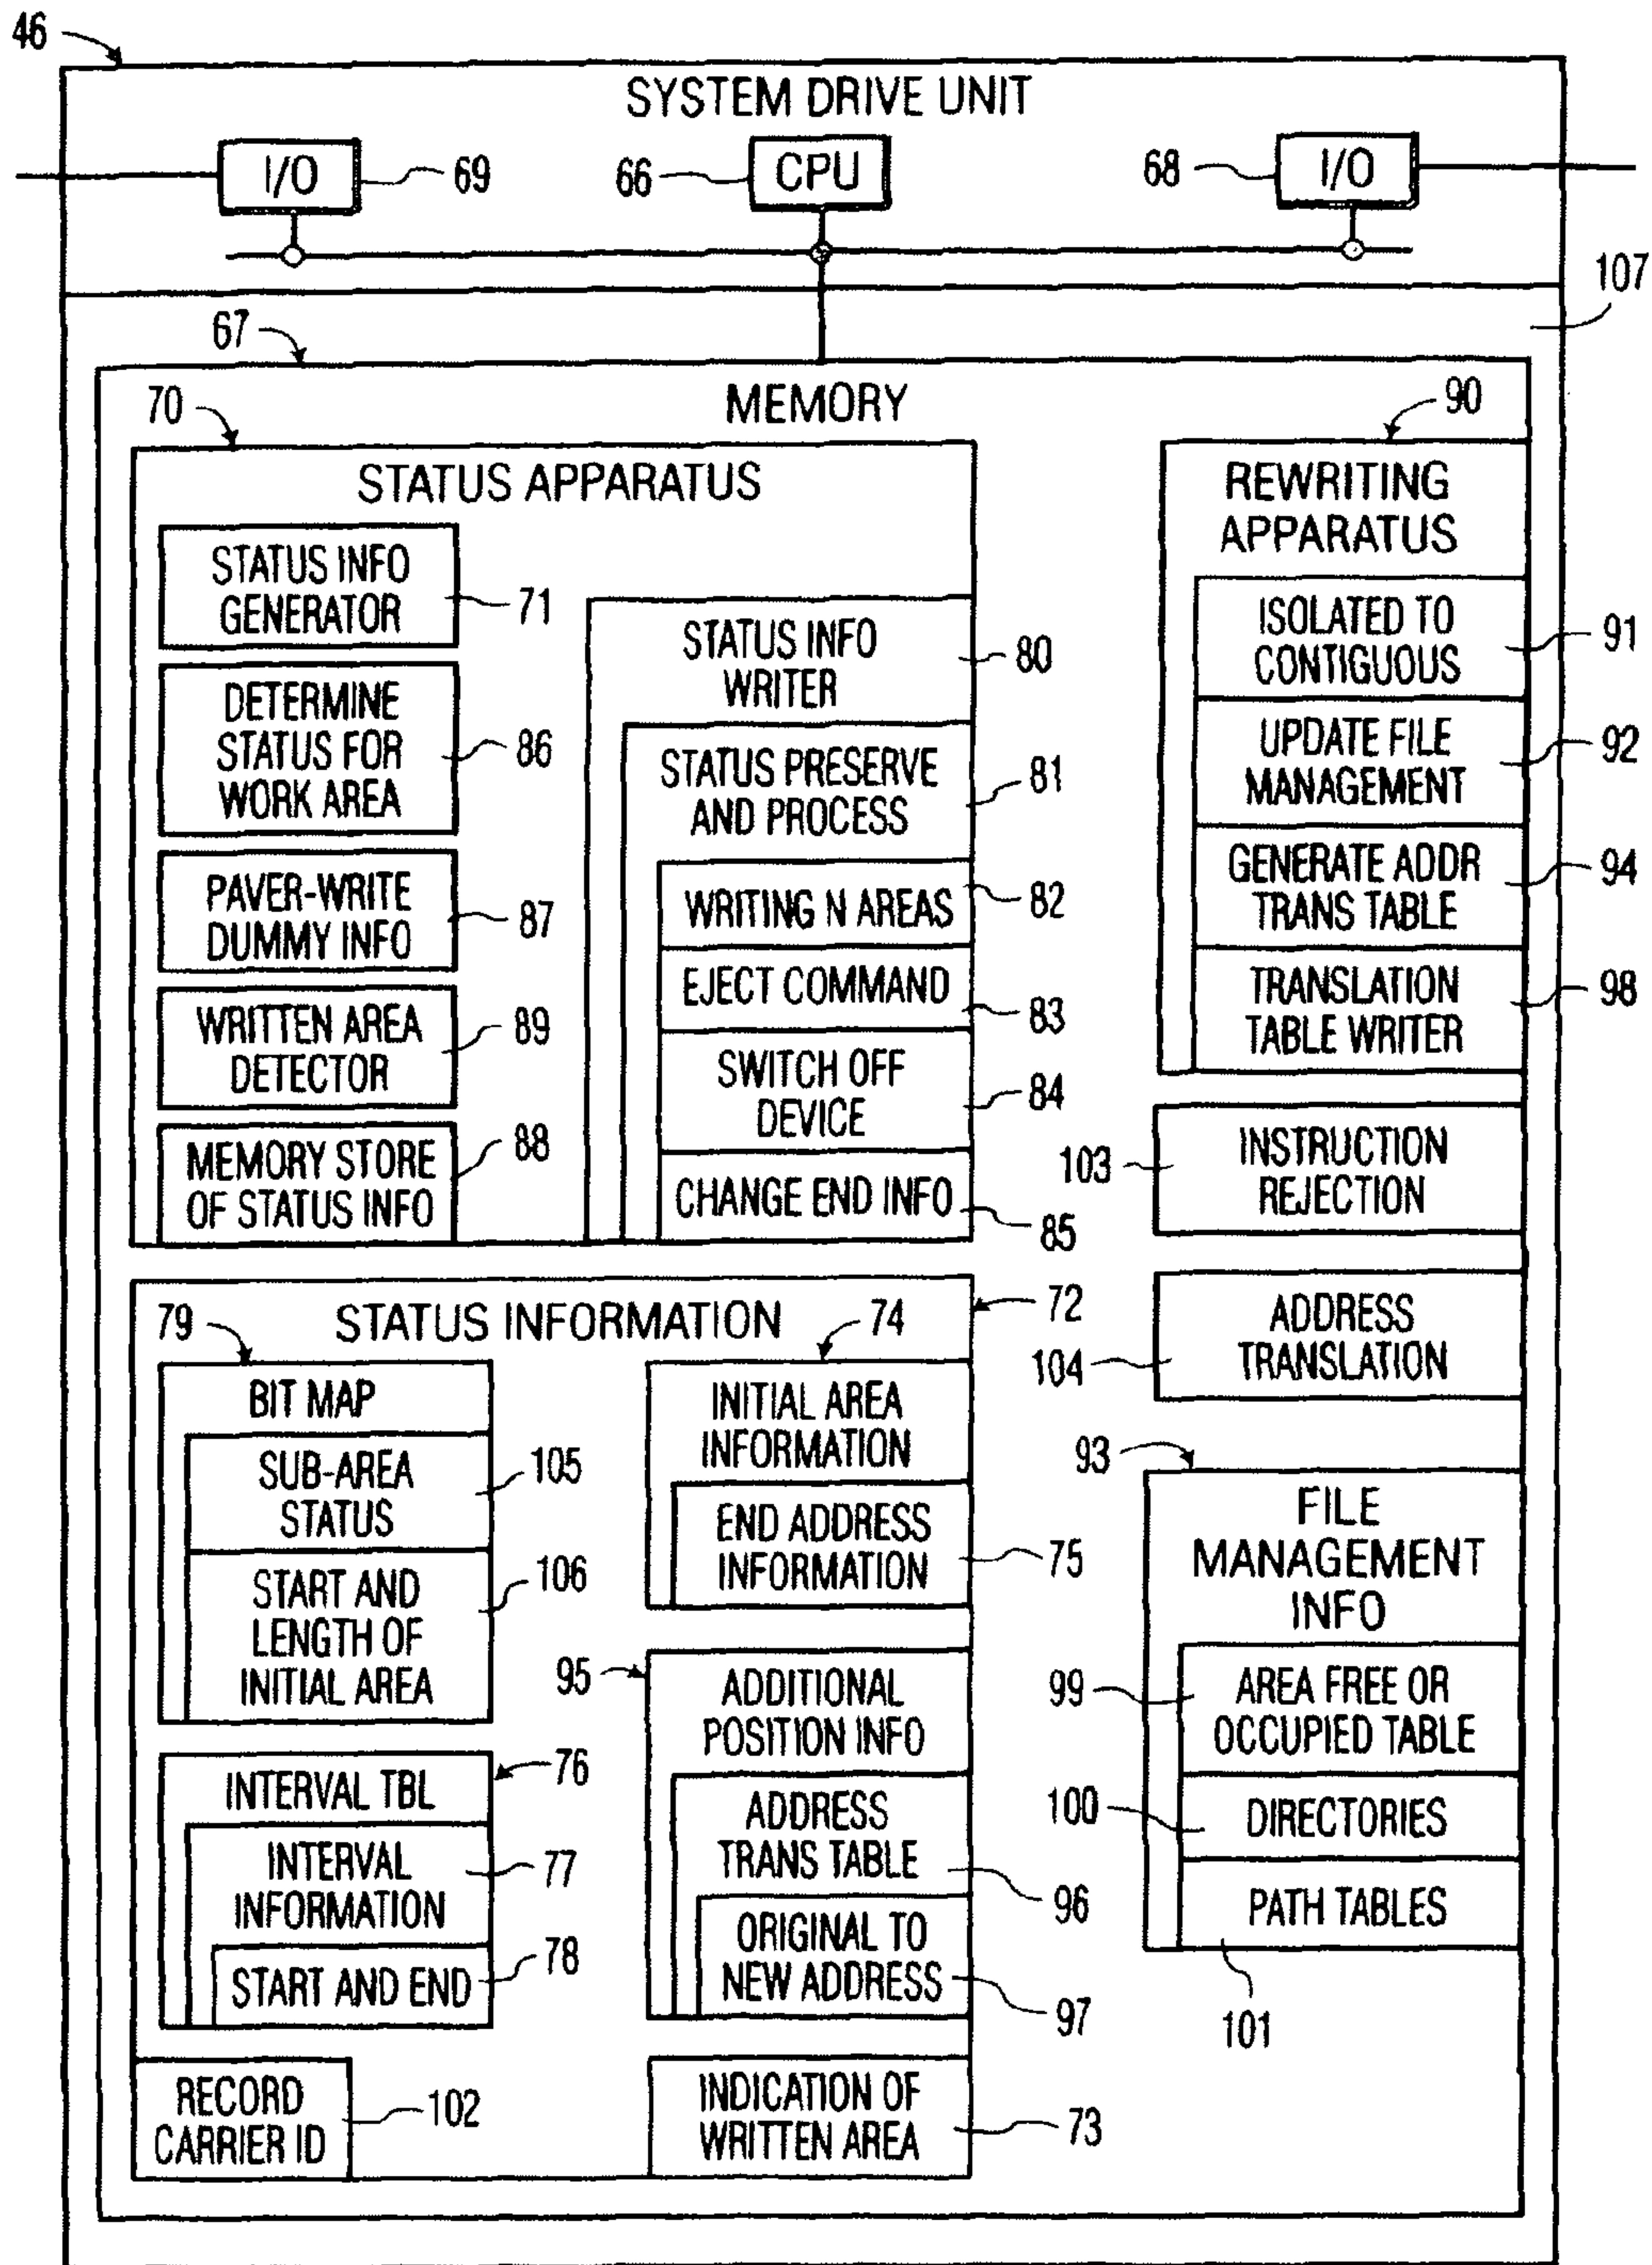 46
SYSTEM DRIVE UNIT
I/O
69
66
CPU
68
I/O
107
67
MEMORY
70
STATUS APPARATUS
STATUS INFO
GENERATOR
71
DETERMINE
STATUS FOR
WORK AREA
86
PAVER-WRITE
DUMMY INFO
87
WRITTEN AREA
DETECTOR
89
MEMORY STORE
OF STATUS INFO
88
STATUS INFO
WRITER
80
STATUS PRESERVE
AND PROCESS
81
WRITING N AREAS
82
EJECT COMMAND
83
SWITCH OFF
DEVICE
84
CHANGE END INFO
85
90
REWRITING
APPARATUS
ISOLATED TO
CONTIGUOUS
91
UPDATE FILE
MANAGEMENT
92
GENERATE ADDR
TRANS TABLE
94
TRANSLATION
TABLE WRITER
98
103
INSTRUCTION
REJECTION
104
ADDRESS
TRANSLATION
72
STATUS INFORMATION
79
BIT MAP
SUB-AREA
STATUS
105
START AND
LENGTH OF
INITIAL AREA
106
INTERVAL TBL
76
INTERVAL
INFORMATION
77
START AND END
78
RECORD
CARRIER ID
102
74
INITIAL AREA
INFORMATION
END ADDRESS
INFORMATION
75
95
ADDITIONAL
POSITION INFO
ADDRESS
TRANS TABLE
96
ORIGINAL TO
NEW ADDRESS
97
INDICATION OF
WRITTEN AREA
73
93
FILE
MANAGEMENT
INFO
99
AREA FREE OR
OCCUPIED TABLE
100
DIRECTORIES
PATH TABLES
101